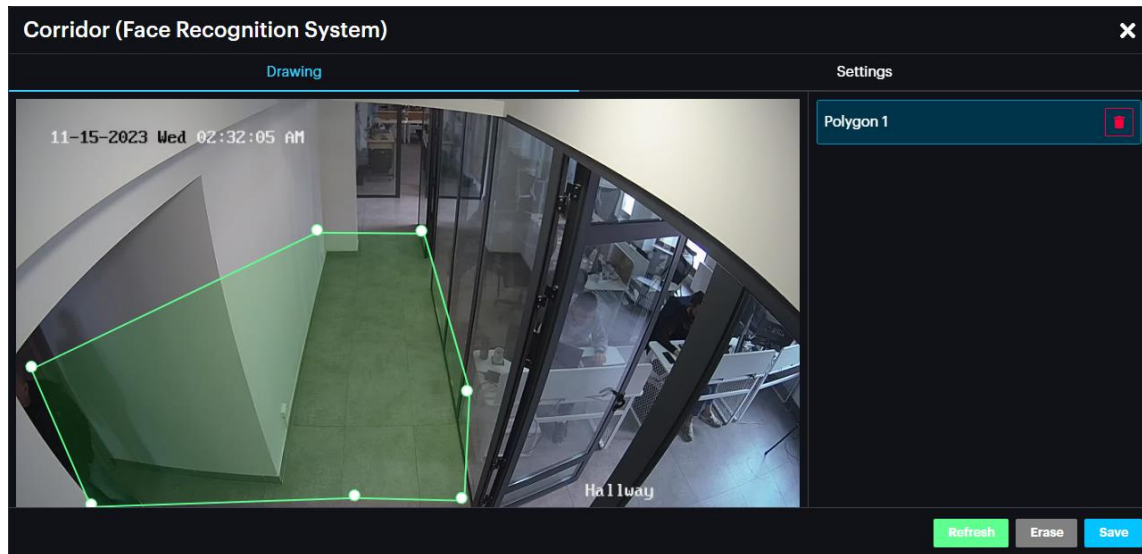 Corridor (Face Recognition System)
Drawing
Settings
11-15-2023 Wed 02:32:05 AM
Polygon 1
Hallway
Refresh
Erase
Save